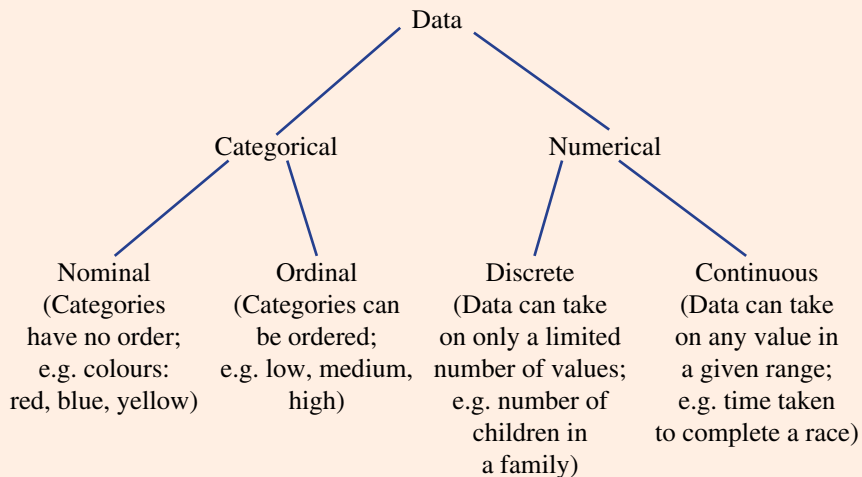 Data
Categorical
Numerical
Nominal
(Categories
have no order;
e.g. colours:
red, blue, yellow)
Ordinal
(Categories can
be ordered;
e.g. low, medium,
high)
Discrete
(Data can take
on only a limited
number of values;
e.g. number of
children in
a family)
Continuous
(Data can take
on any value in
a given range;
e.g. time taken
to complete a race)